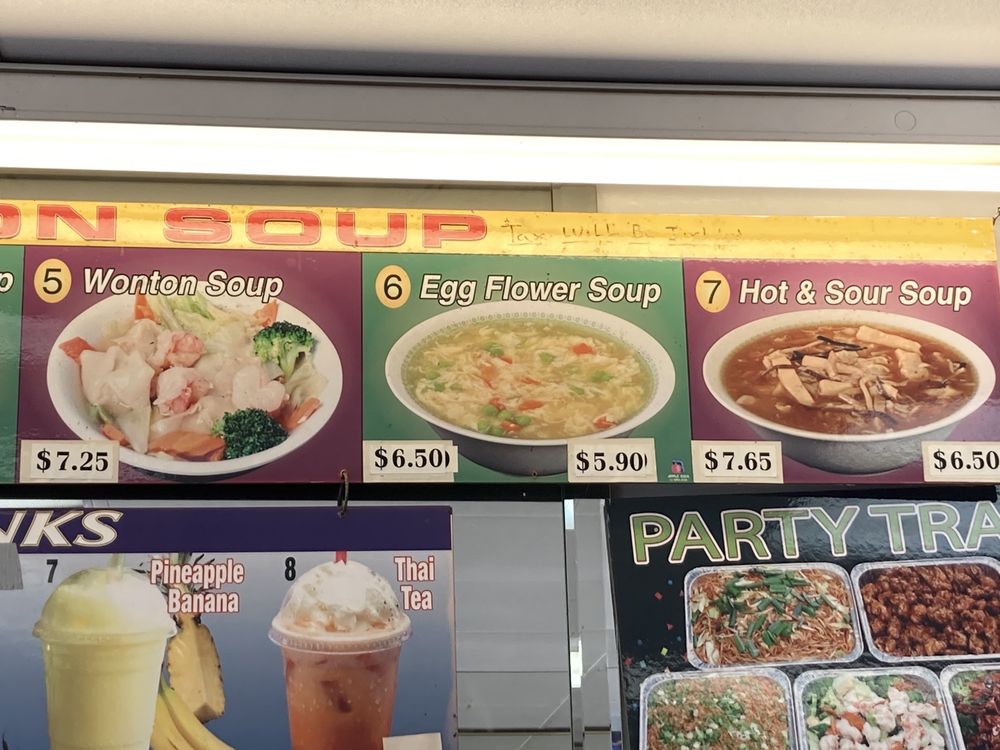 ON SOUP Tax Will Be Included
p
5 Wonton Soup
$7.25
6 Egg Flower Soup
$6.50
$5.90
7 Hot & Sour Soup
$7.65
$6.50
NKS
7 Pineapple
Banana
8 Thai
Tea
PARTY TRA